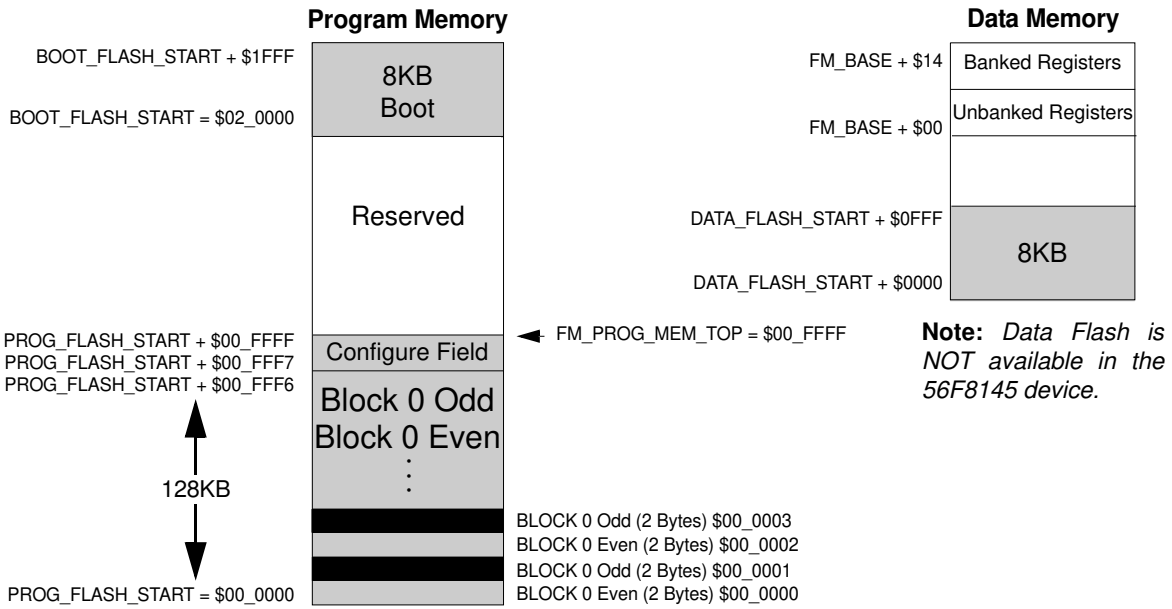 Program Memory
BOOT_FLASH_START + $1FFF
BOOT_FLASH_START = $02_0000
8KB
Boot
Reserved
PROG_FLASH_START + $00_FFFF
PROG_FLASH_START + $00_FFF7
PROG_FLASH_START + $00_FFF6
Configure Field
FM_PROG_MEM_TOP = $00_FFFF
Block 0 Odd
Block 0 Even
128KB
BLOCK 0 Odd (2 Bytes) $00_0003
BLOCK 0 Even (2 Bytes) $00_0002
BLOCK 0 Odd (2 Bytes) $00_0001
BLOCK 0 Even (2 Bytes) $00_0000
PROG_FLASH_START = $00_0000
Data Memory
FM_BASE + $14
Banked Registers
Unbanked Registers
FM_BASE + $00
DATA_FLASH_START + $0FFF
8KB
DATA_FLASH_START + $0000
Note: Data Flash is
NOT available in the
56F8145 device.